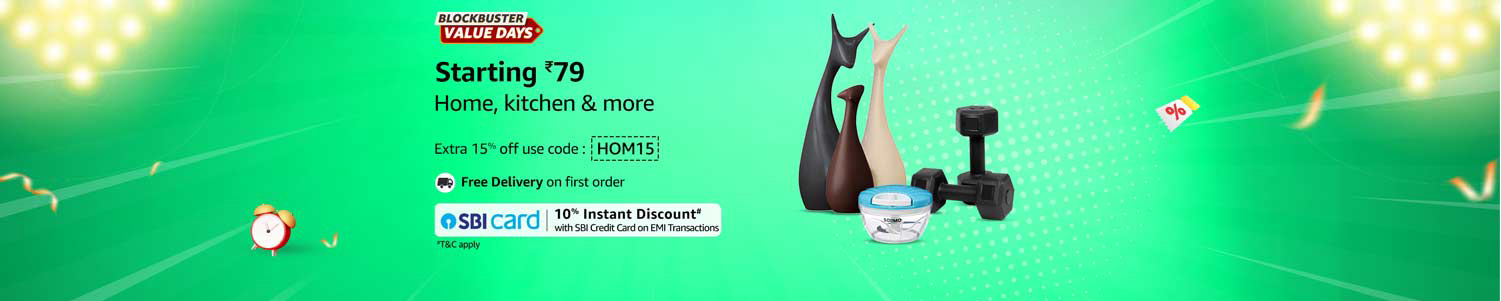 BLOCKBUSTER
VALUE DAYS
Starting ₹79
Home, kitchen & more
Extra 15% off use code : HOM15
Free Delivery on first order
SBI card
10% Instant Discount#
with SBI Credit Card on EMI Transactions
#T&C apply
SOLIMO
%